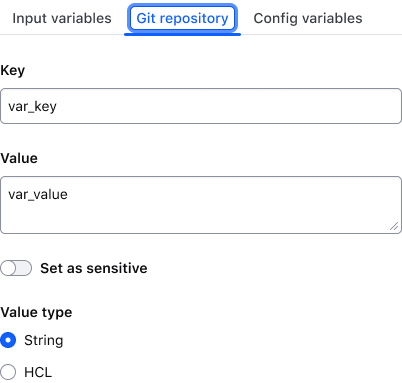 Input variables Git repository Config variables
Key
var_key
Value
var_value
Set as sensitive
Value type
String
HCL